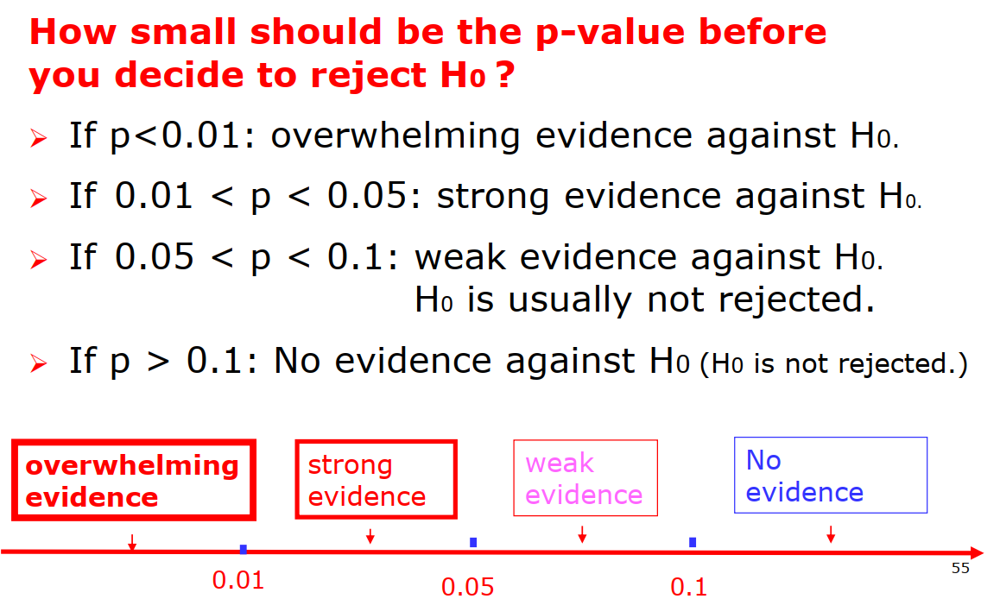 How small should be the p-value before
you decide to reject H0 ?
If p<0.01: overwhelming evidence against H0.
If 0.01 < p < 0.05: strong evidence against H0.
If 0.05 < p < 0.1: weak evidence against H0.
H0 is usually not rejected.
If p > 0.1: No evidence against H0 (H0 is not rejected.)
overwhelming
evidence
strong
evidence
weak
evidence
No
evidence
0.01
0.05
0.1
55